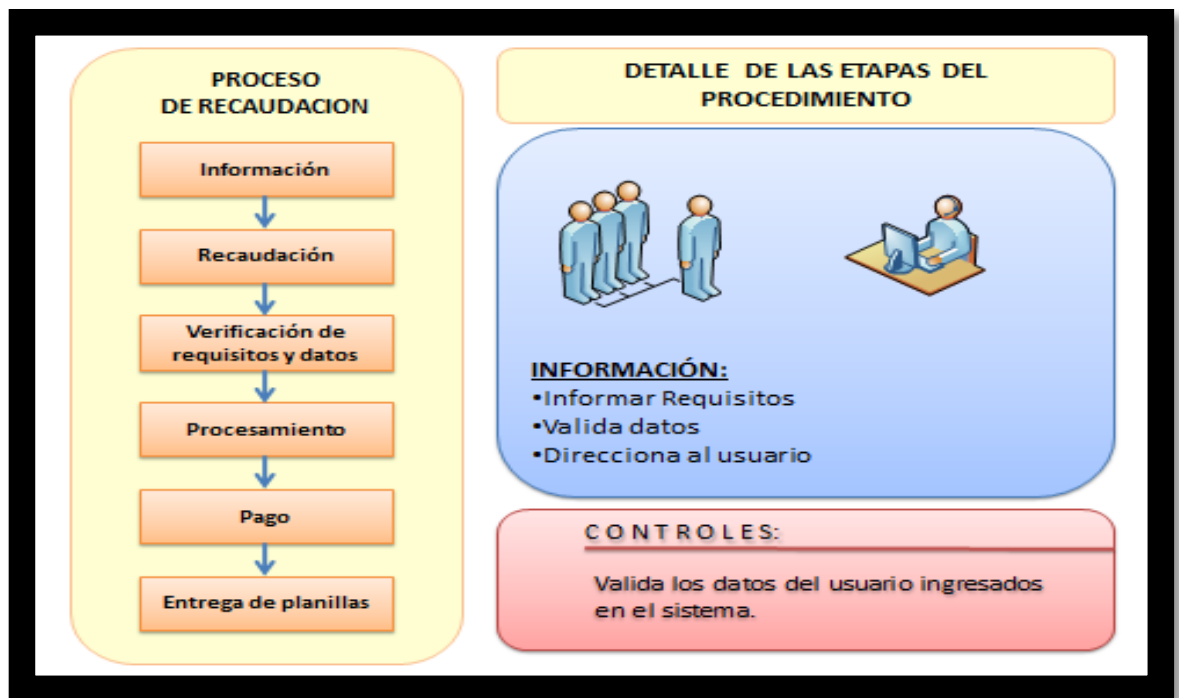 PROCESO
DE RECAUDACION
Información
Recaudación
Verificación de
requisitos y datos
Procesamiento
Pago
Entrega de planillas
DETALLE DE LAS ETAPAS DEL
PROCEDIMIENTO
INFORMACIÓN:
•Informar Requisitos
•Valida datos
•Direcciona al usuario
CONTROLES:
Valida los datos del usuario ingresados
en el sistema.